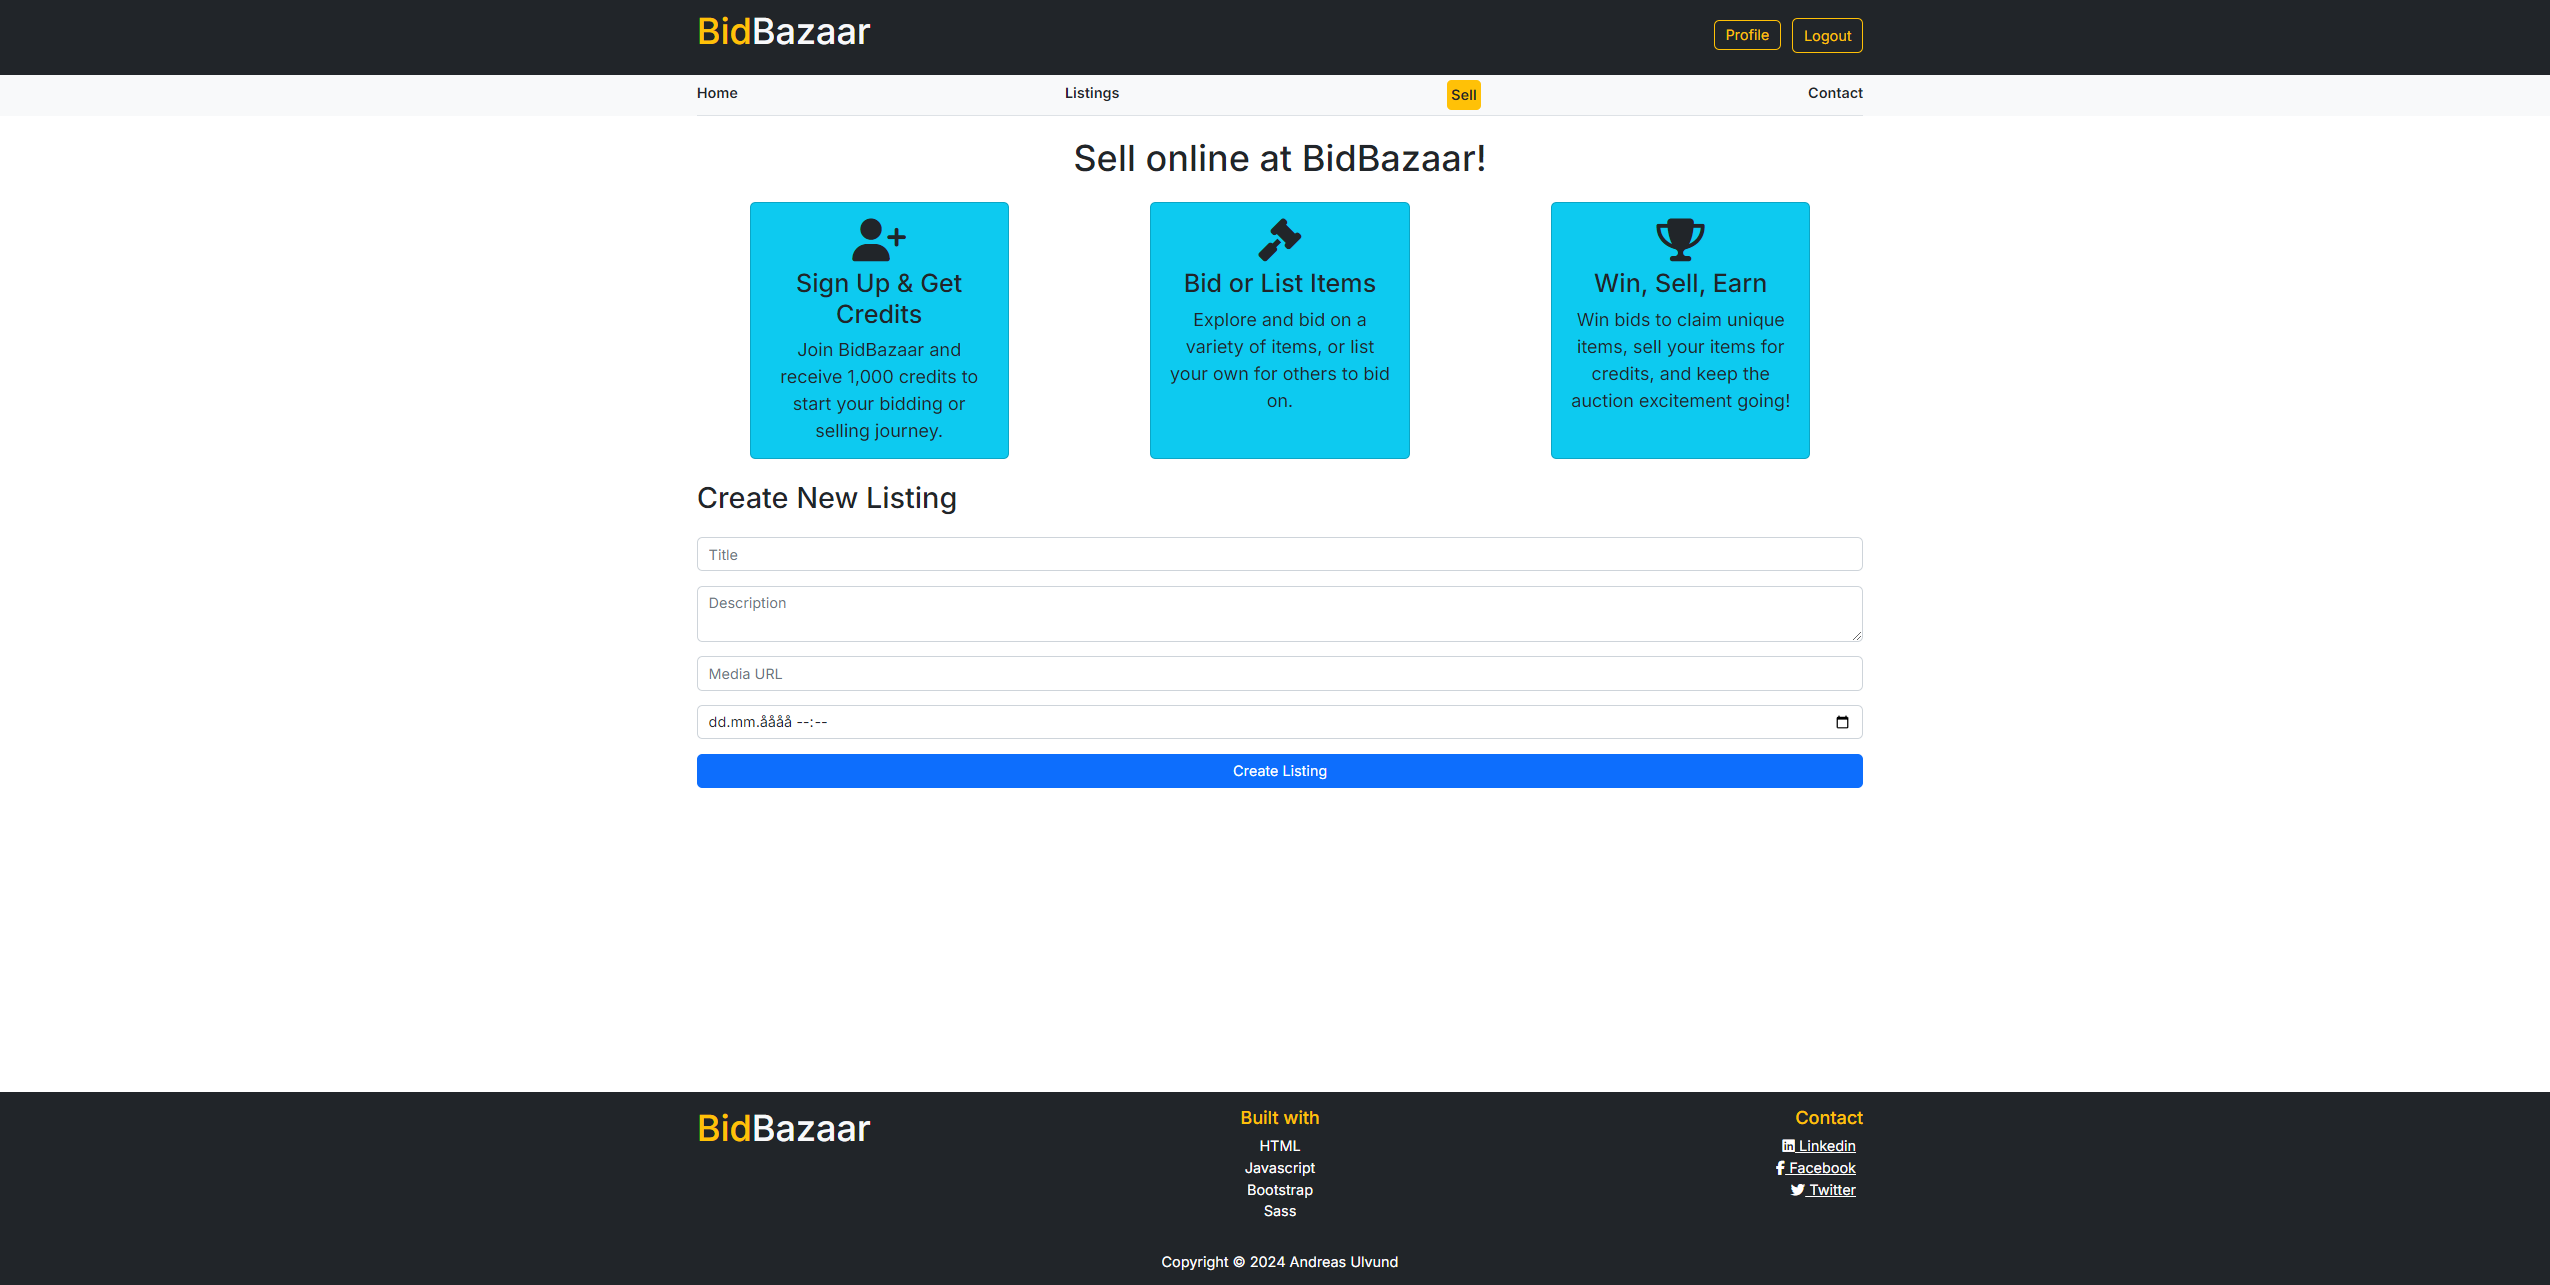 BidBazaar
Profile
Logout
Home
Listings
Sell
Contact
Sell online at BidBazaar!
Sign Up & Get
Credits
Join BidBazaar and
receive 1,000 credits to
start your bidding or
selling journey.
Bid or List Items
Explore and bid on a
variety of items, or list
your own for others to bid
on.
Win, Sell, Earn
Win bids to claim unique
items, sell your items for
credits, and keep the
auction excitement going!
Create New Listing
Title
Description
Media URL
dd.mm.åååå --:--
Create Listing
BidBazaar
Built with
HTML
Javascript
Bootstrap
Sass
Contact
Linkedin
Facebook
Twitter
Copyright © 2024 Andreas Ulvund